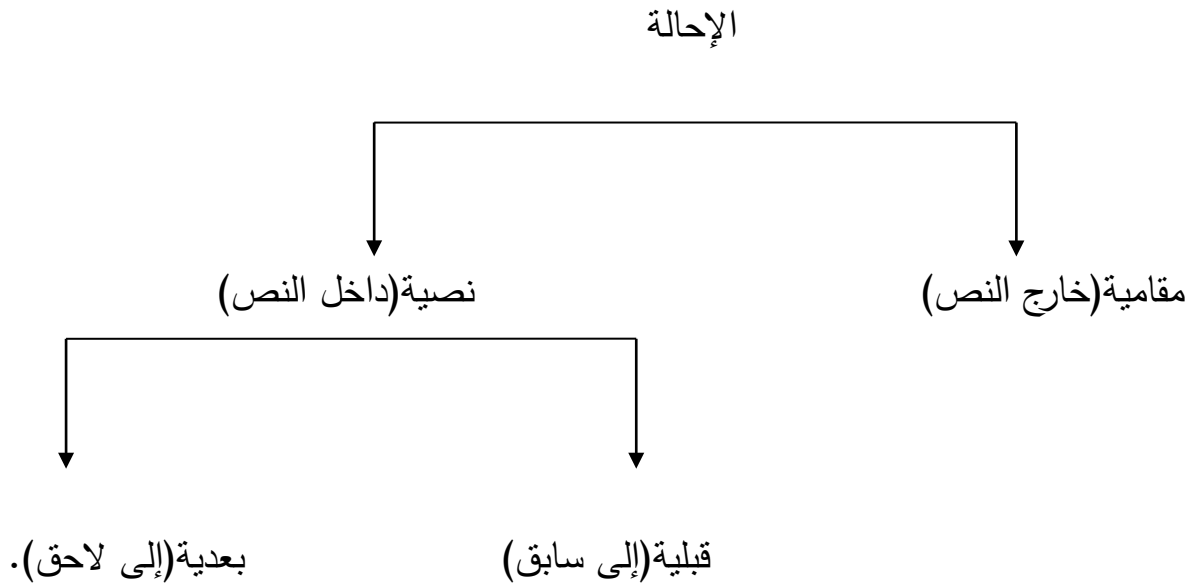 الإحالة
مقامية(خارج النص) نصية(داخل النص)
قبلية(إلى سابق) بعدية(إلى لاحق).